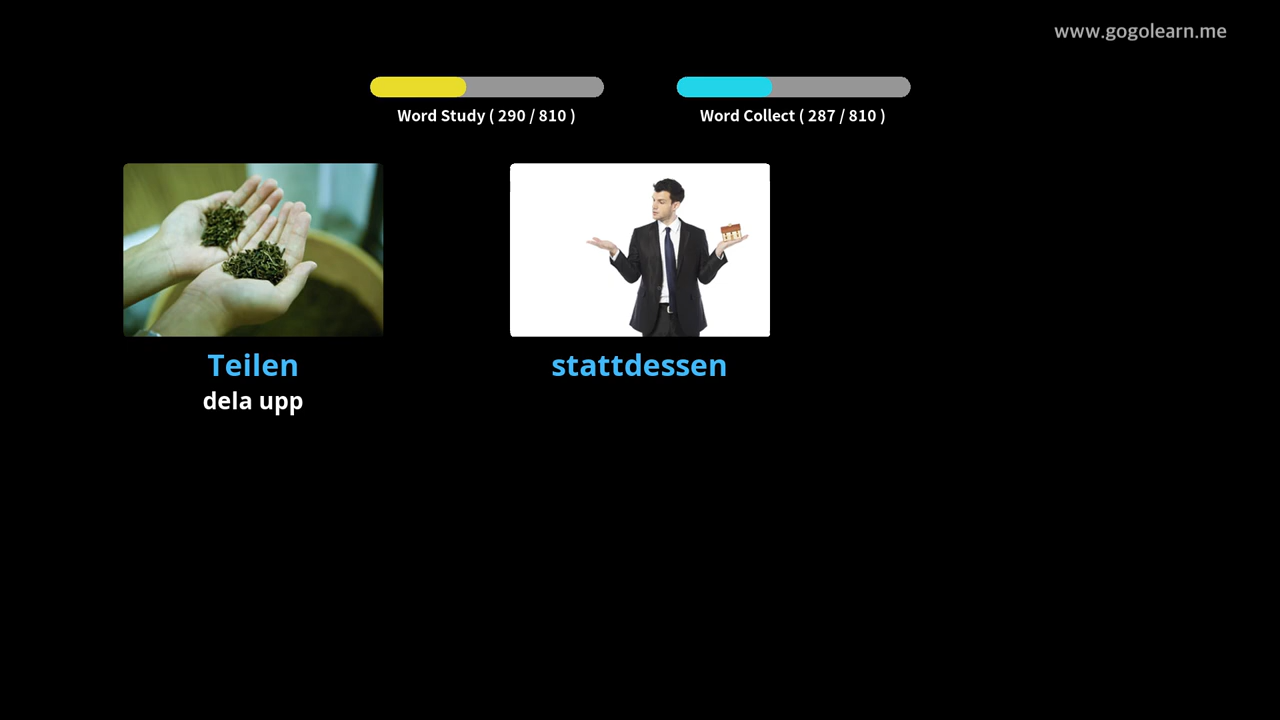 www.gogolearn.me
Word Study ( 290 / 810 )
Word Collect ( 287 / 810 )
Teilen
dela upp
stattdessen